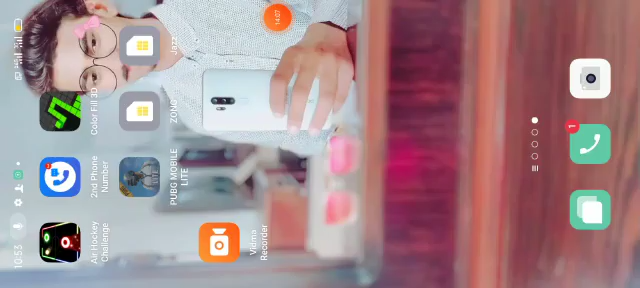 10:53
14:07
Air Hockey
Challenge
2nd Phone
Number
Color Fill 3D
PUBG MOBILE
LITE
ZONG
Jazz
Vidma
Recorder
1